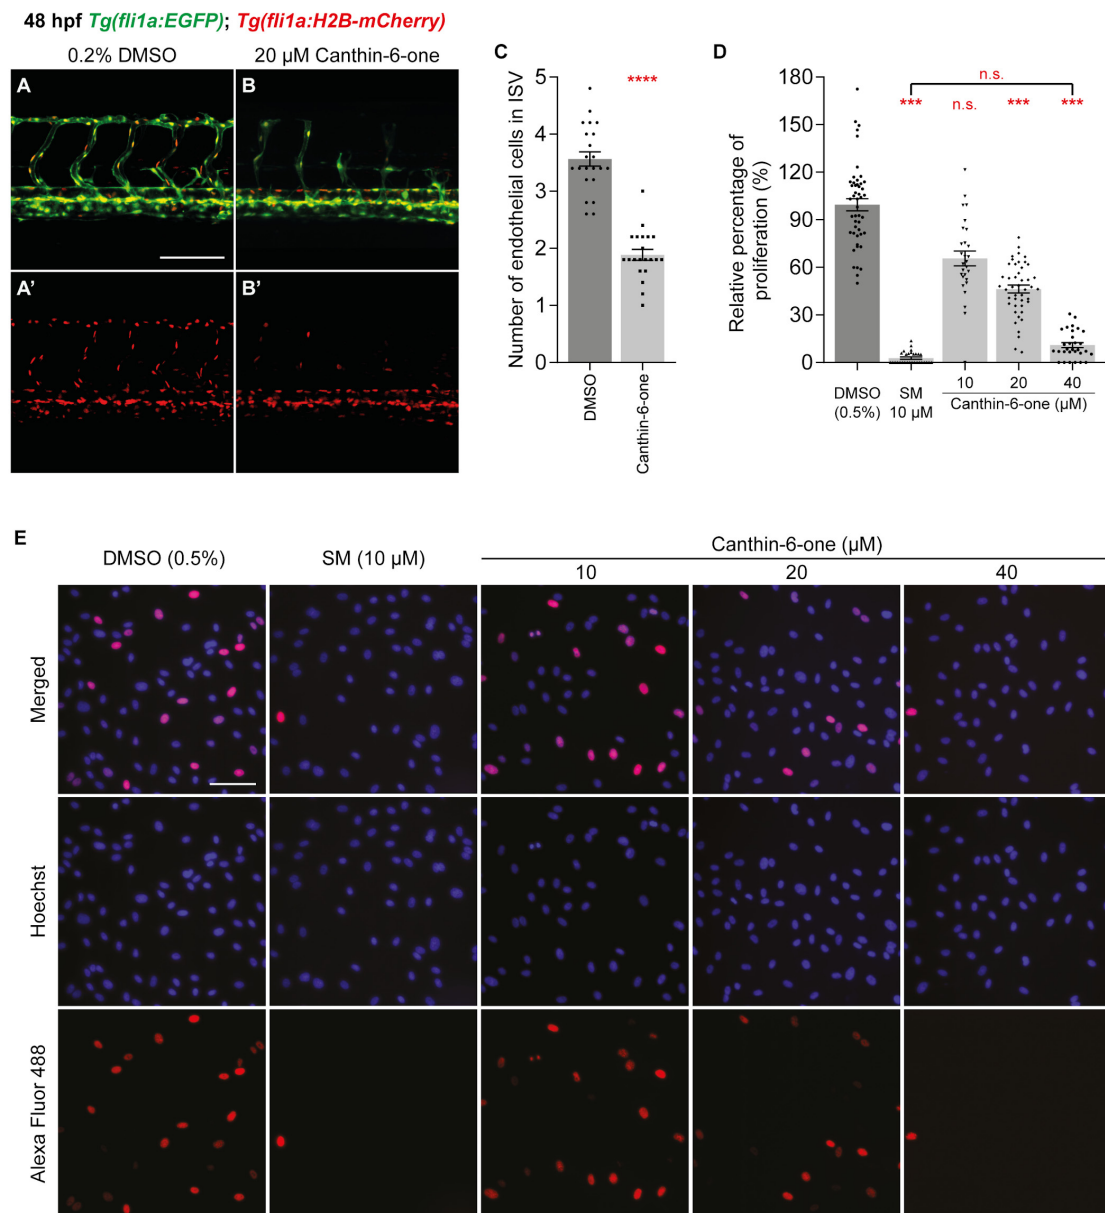 48 hpf Tg(fli1a:EGFP); Tg(fli1a:H2B-mCherry)
0.2% DMSO
20 µM Canthin-6-one
A
B
A’
B’
C
Number of endothelial cells in ISV
5
4
3
2
1
0
****
DMSO
Canthin-6-one
D
Relative percentage of
proliferation (%)
180
150
120
90
60
30
0
n.s.
***
n.s.
***
***
DMSO
(0.5%)
SM
10 µM
10
20
40
Canthin-6-one (µM)
E
DMSO (0.5%)
SM (10 µM)
Canthin-6-one (µM)
10
20
40
Merged
Hoechst
Alexa Fluor 488